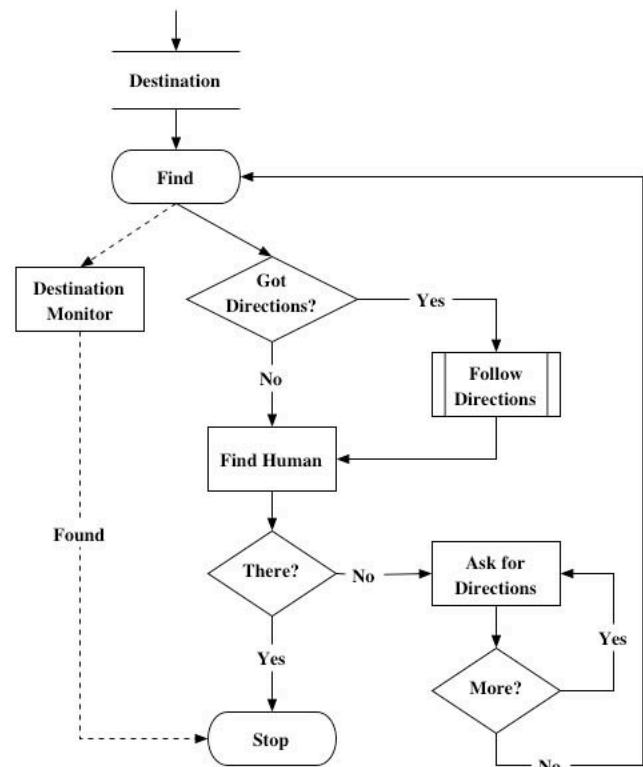 Destination
Find
Destination
Monitor
Got
Directions?
Yes
Follow
Directions
No
Find Human
Found
There?
No
Ask for
Directions
Yes
Yes
More?
Stop
No